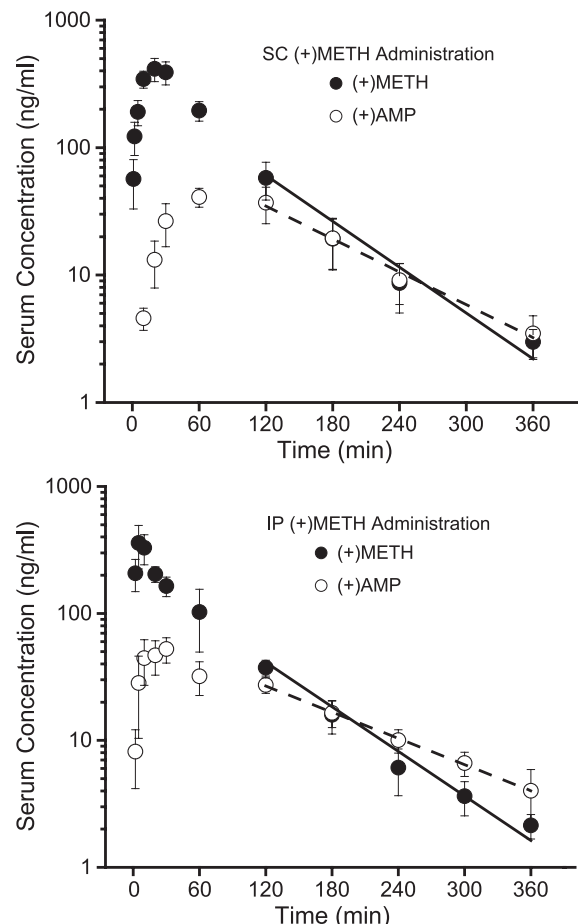 1000
SC (+)METH Administration
(+)METH
(+)AMP
100
10
1
Serum Concentration (ng/ml)
0 60 120 180 240 300 360
Time (min)
1000
IP (+)METH Administration
(+)METH
(+)AMP
100
10
1
Serum Concentration (ng/ml)
0 60 120 180 240 300 360
Time (min)